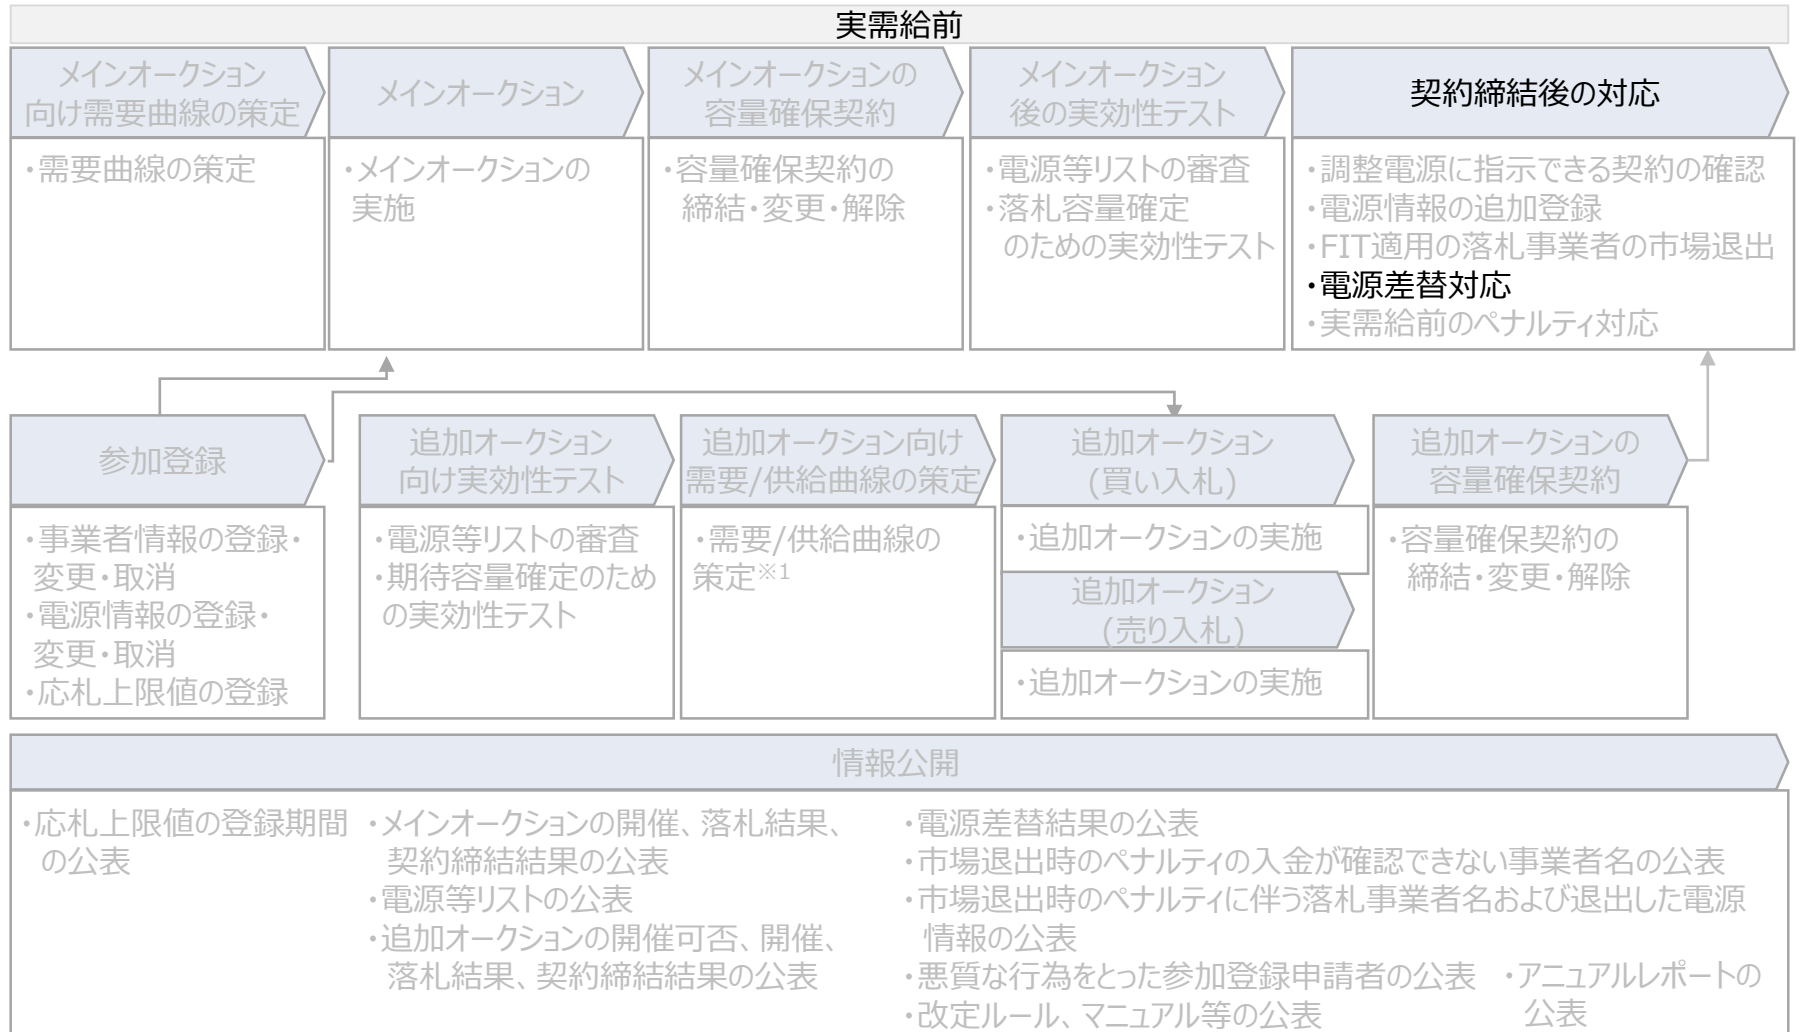 実需給前
メインオークション
向け需要曲線の策定
メインオークション
メインオークションの
容量確保契約
メインオークション
後の実効性テスト
契約締結後の対応
・需要曲線の策定
・メインオークションの
実施
・容量確保契約の
締結・変更・解除
・電源等リストの審査
・落札容量確定
のための実効性テスト
・調整電源に指示できる契約の確認
・電源情報の追加登録
・FIT適用の落札事業者の市場退出
・電源差替対応
・実需給前のペナルティ対応
参加登録
追加オークション
向け実効性テスト
追加オークション向け
需要/供給曲線の策定
追加オークション
(買い入札)
追加オークションの
容量確保契約
・事業者情報の登録・
変更・取消
・電源情報の登録・
変更・取消
・応札上限値の登録
・電源等リストの審査
・期待容量確定のため
の実効性テスト
・需要/供給曲線の
策定※1
・追加オークションの実施
追加オークション
(売り入札)
・追加オークションの実施
・容量確保契約の
締結・変更・解除
情報公開
・応札上限値の登録期間
の公表
・メインオークションの開催、落札結果、
契約締結結果の公表
・電源等リストの公表
・追加オークションの開催可否、開催、
落札結果、契約締結結果の公表
・電源差替結果の公表
・市場退出時のペナルティの入金が確認できない事業者名の公表
・市場退出時のペナルティに伴う落札事業者名および退出した電源
情報の公表
・悪質な行為をとった参加登録申請者の公表
・改定ルール、マニュアル等の公表
・アニュアルレポートの
公表